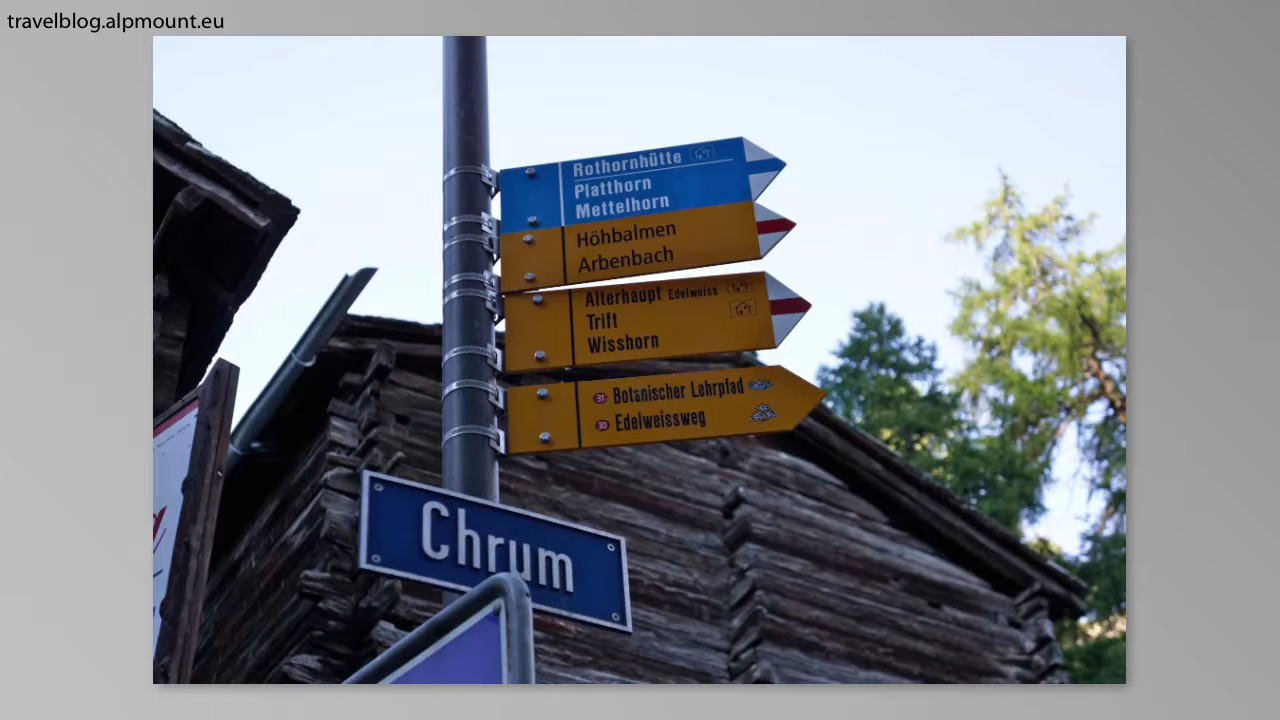 travelblog.alpmount.eu
Rothornhütte
Platthorn
Mettelhorn
Höhbalmen
Arbenbach
Alterhaupt Edelweiss
Trift
Wisshorn
31 Botanischer Lehrpfad
30 Edelweissweg
Chrum